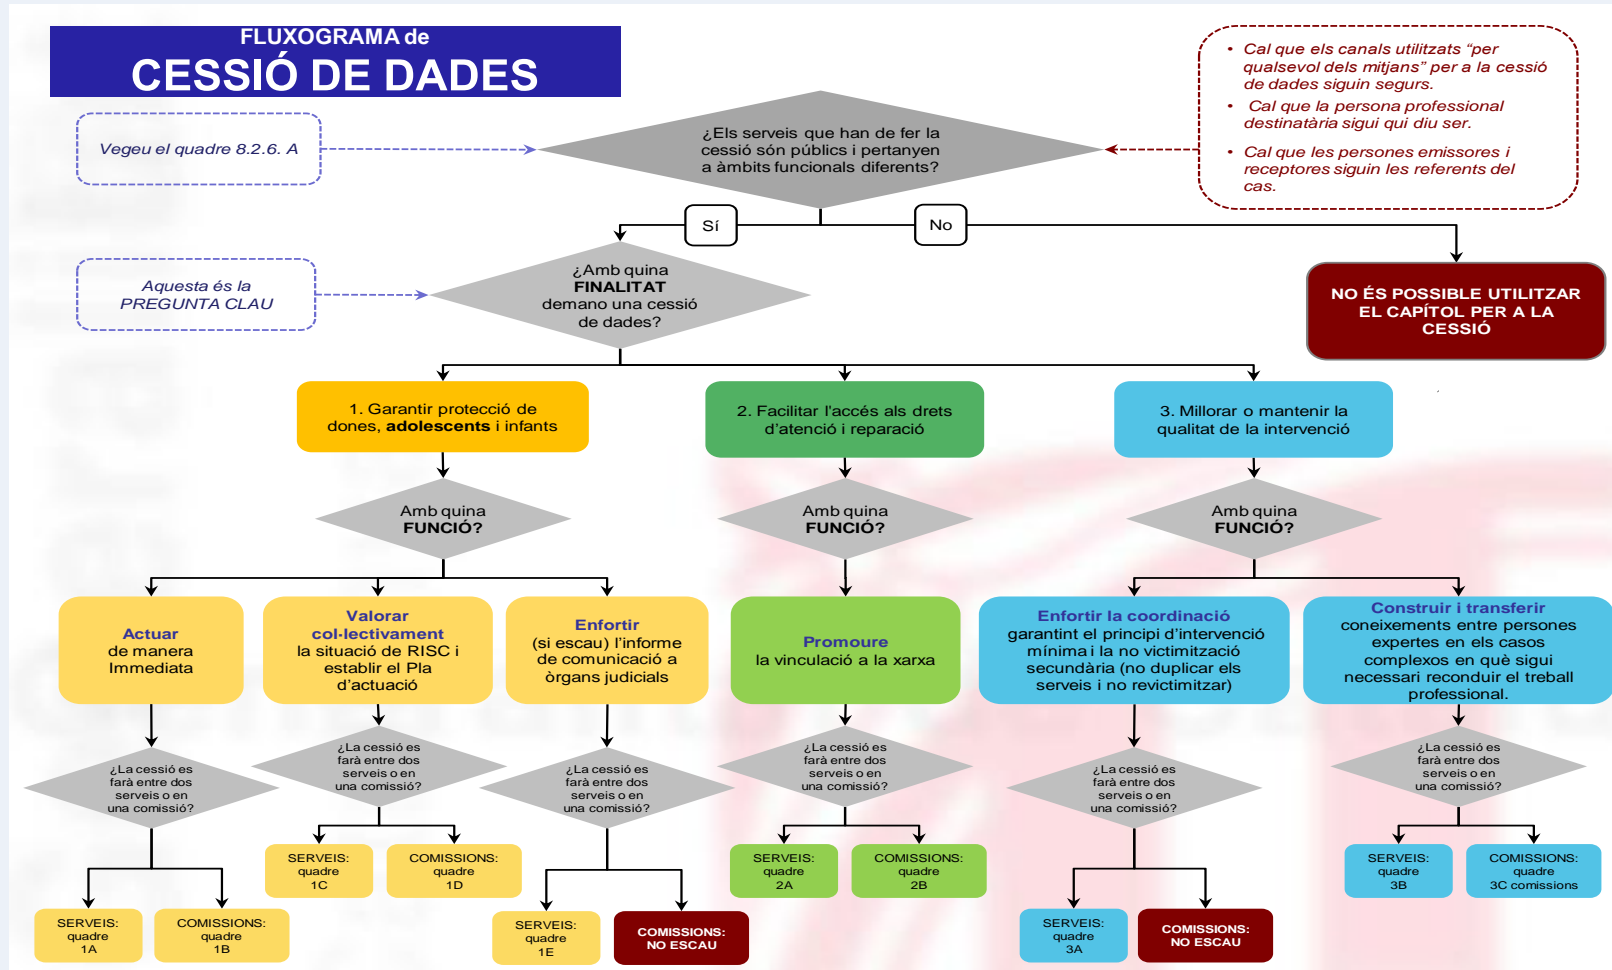 FLUXOGRAMA de
CESSIÓ DE DADES
Vegeu el quadre 8.2.6. A
¿Els serveis que han de fer la
cessió són públics i pertanyen
a àmbits funcionals diferents?
• Cal que els canals utilitzats “per
qualsevol dels mitjans” per a la cessió
de dades siguin segurs.
• Cal que la persona professional
destinatària sigui qui diu ser.
• Cal que les persones emissores i
receptores siguin les referents del
cas.
Sí
No
Aquesta és la
PREGUNTA CLAU
¿Amb quina
FINALITAT
demano una cessió
de dades?
NO ÉS POSSIBLE UTILITZAR
EL CAPÍTOL PER A LA
CESSIÓ
1. Garantir protecció de
dones, adolescents i infants
2. Facilitar l'accés als drets
d’atenció i reparació
3. Millorar o mantenir la
qualitat de la intervenció
Amb quina
FUNCIÓ?
Amb quina
FUNCIÓ?
Amb quina
FUNCIÓ?
Actuar
de manera
Immediata
Valorar
col·lectivament
la situació de RISC i
establir el Pla
d’actuació
Enfortir
(si escau) l’informe
de comunicació a
òrgans judicials
Promoure
la vinculació a la xarxa
Enfortir la coordinació
garantint el principi d’intervenció
mínima i la no victimització
secundària (no duplicar els
serveis i no revictimitzar)
Construir i transferir
coneixements entre persones
expertes en els casos
complexos en què sigui
necessari reconduir el treball
professional.
¿La cessió es
farà entre dos
serveis o en
una comissió?
¿La cessió es
farà entre dos
serveis o en
una comissió?
¿La cessió es
farà entre dos
serveis o en
una comissió?
¿La cessió es
farà entre dos
serveis o en
una comissió?
¿La cessió es
farà entre dos
serveis o en
una comissió?
¿La cessió es
farà entre dos
serveis o en
una comissió?
SERVEIS:
quadre
1A
COMISSIONS:
quadre
1B
SERVEIS:
quadre
1C
COMISSIONS:
quadre
1D
SERVEIS:
quadre
1E
COMISSIONS:
NO ESCAU
SERVEIS:
quadre
2A
COMISSIONS:
quadre
2B
SERVEIS:
quadre
3A
COMISSIONS:
NO ESCAU
SERVEIS:
quadre
3B
COMISSIONS:
quadre
3C comissions